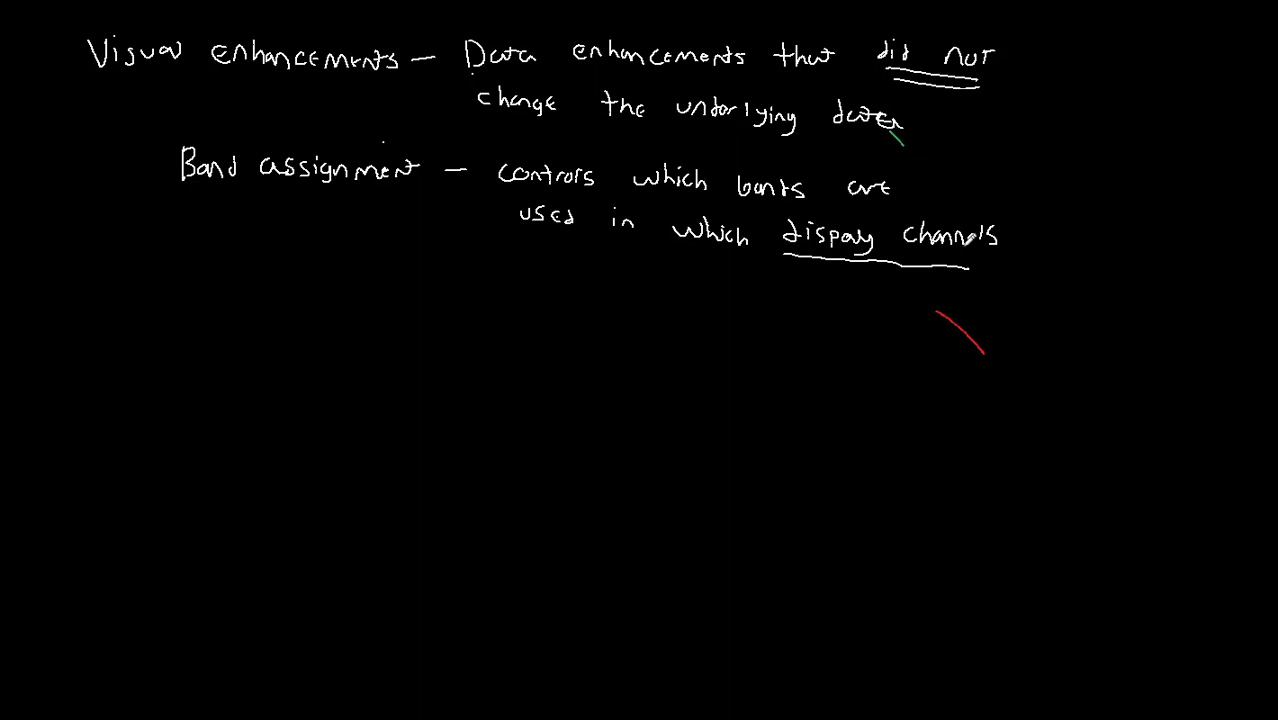 Visual enhancements — Data enhancements that did not
change the underlying data
Band assignment — controls which bands are
used in which dispay channels